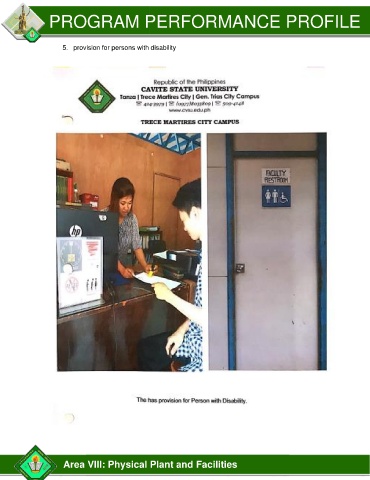 PROGRAM PERFORMANCE PROFILE
5. provision for persons with disability
Republic of the Philippines
CAVITE STATE UNIVERSITY
Tanza | Trece Martires City | Gen. Trias City Campus
www.cvsu.edu.ph
TRECE MARTIRES CITY CAMPUS
hp
FACULTY
RESTROOM
The has provision for Person with Disability.
Area VIII: Physical Plant and Facilities